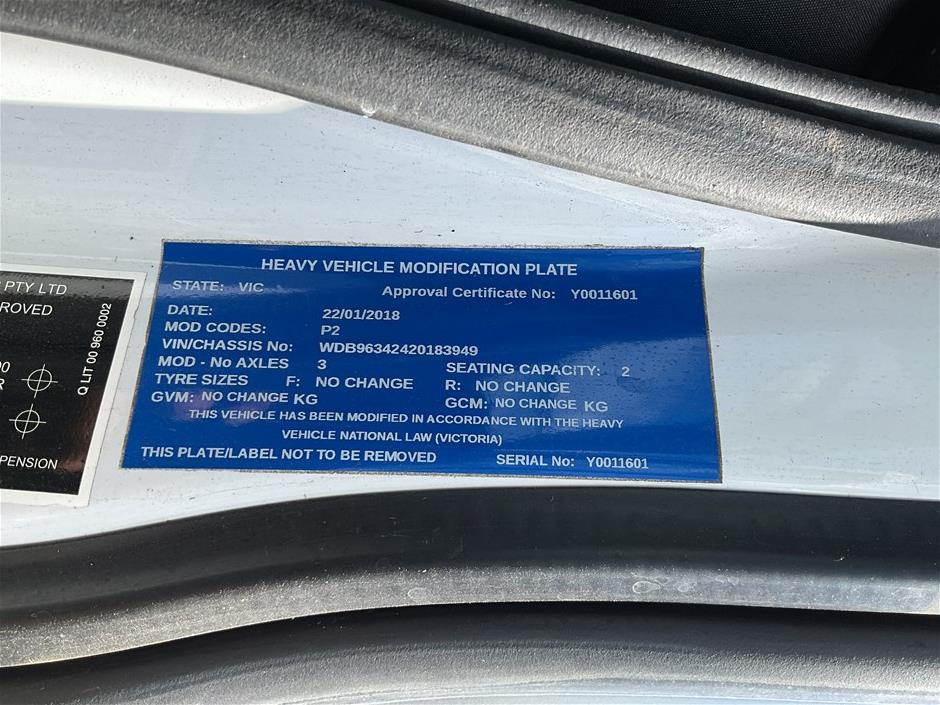 HEAVY VEHICLE MODIFICATION PLATE
STATE: VIC
Approval Certificate No: Y0011601
DATE: 22/01/2018
MOD CODES: P2
VIN/CHASSIS No: WDB96342420183949
MOD - No AXLES 3
SEATING CAPACITY: 2
TYRE SIZES F: NO CHANGE R: NO CHANGE
GVM: NO CHANGE KG GCM: NO CHANGE KG
THIS VEHICLE HAS BEEN MODIFIED IN ACCORDANCE WITH THE HEAVY
VEHICLE NATIONAL LAW (VICTORIA)
THIS PLATE/LABEL NOT TO BE REMOVED SERIAL No: Y0011601
PTY LTD
Q LIT 00 960 0002